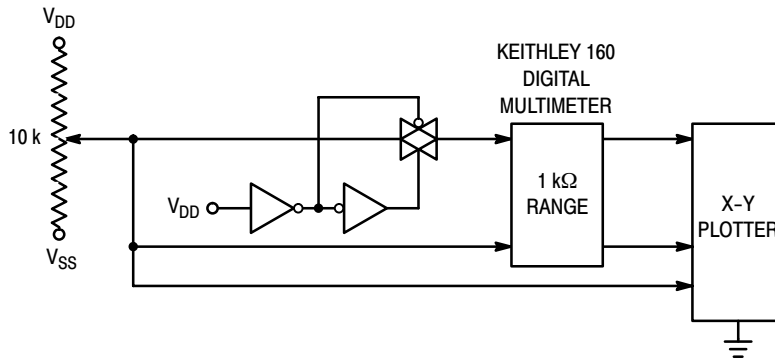 V_DD
KEITHLEY 160
DIGITAL
MULTIMETER
10 k
1 kΩ
RANGE
X-Y
PLOTTER
V_DD
V_SS